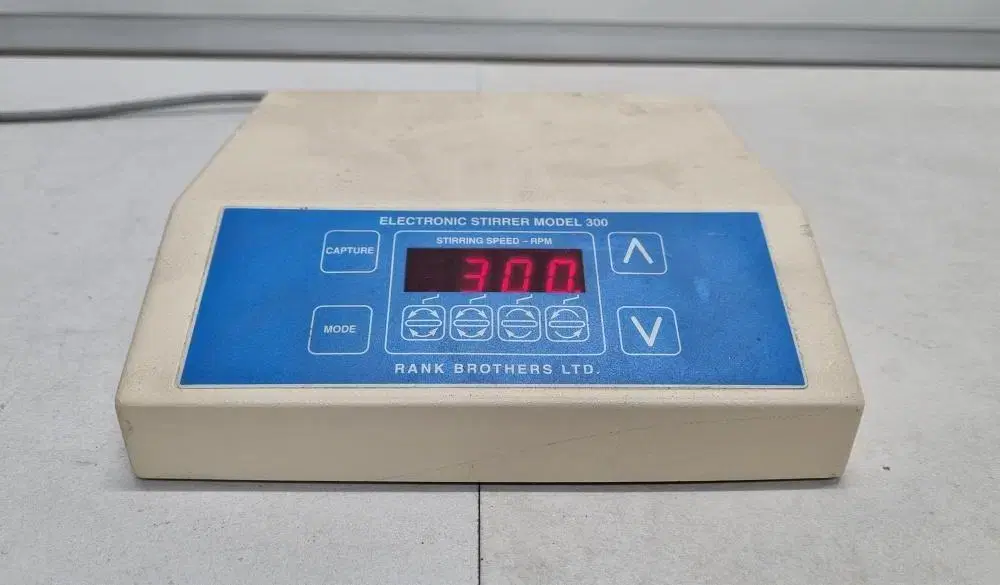 ELECTRONIC STIRRER MODEL 300
CAPTURE
STIRRING SPEED – RPM
300.
MODE
RANK BROTHERS LTD.